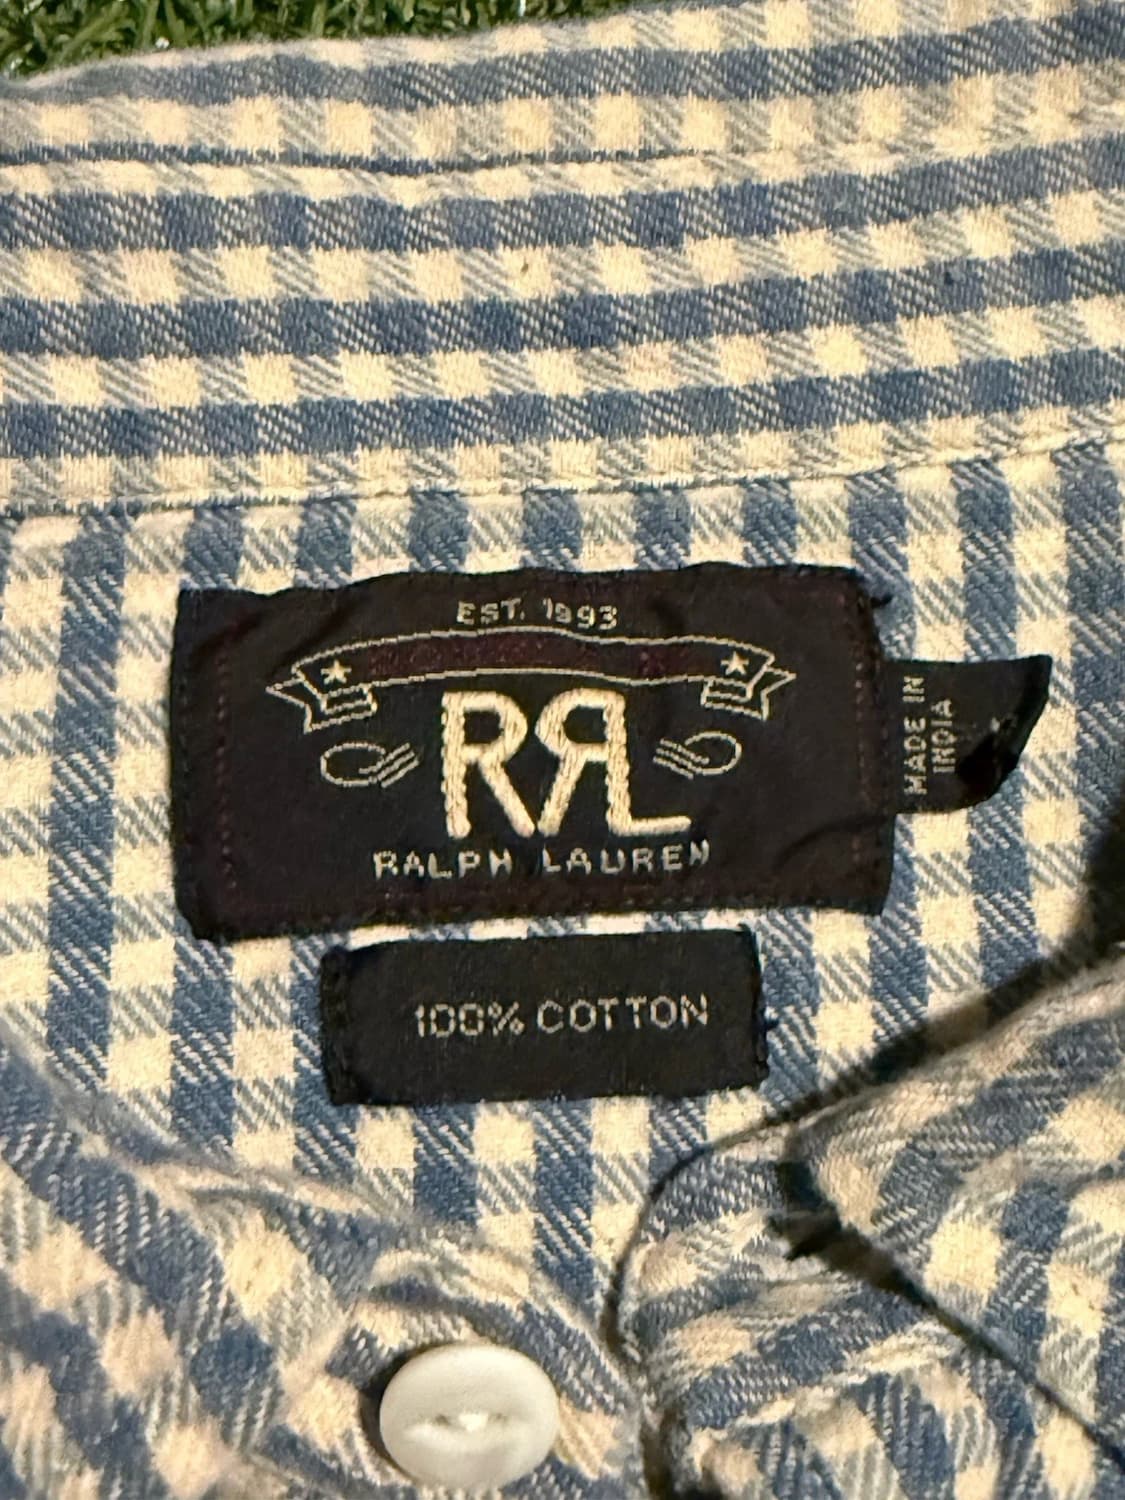 EST. 1993
RRL
RALPH LAUREN
MADE IN
INDIA
100% COTTON